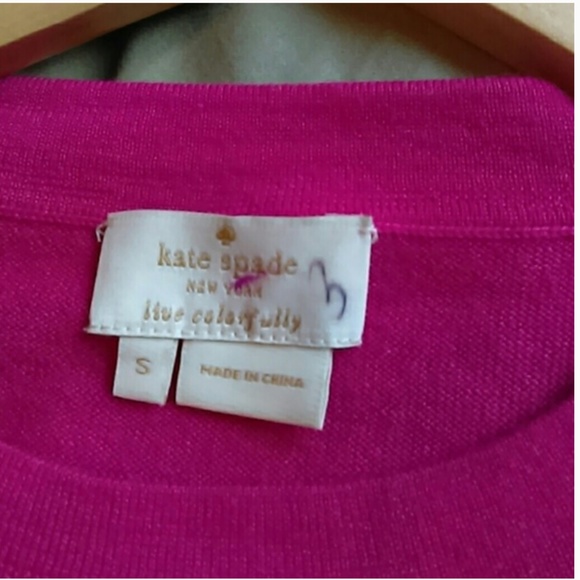 kate spade
NEW YORK
live colorfully
S
MADE IN CHINA